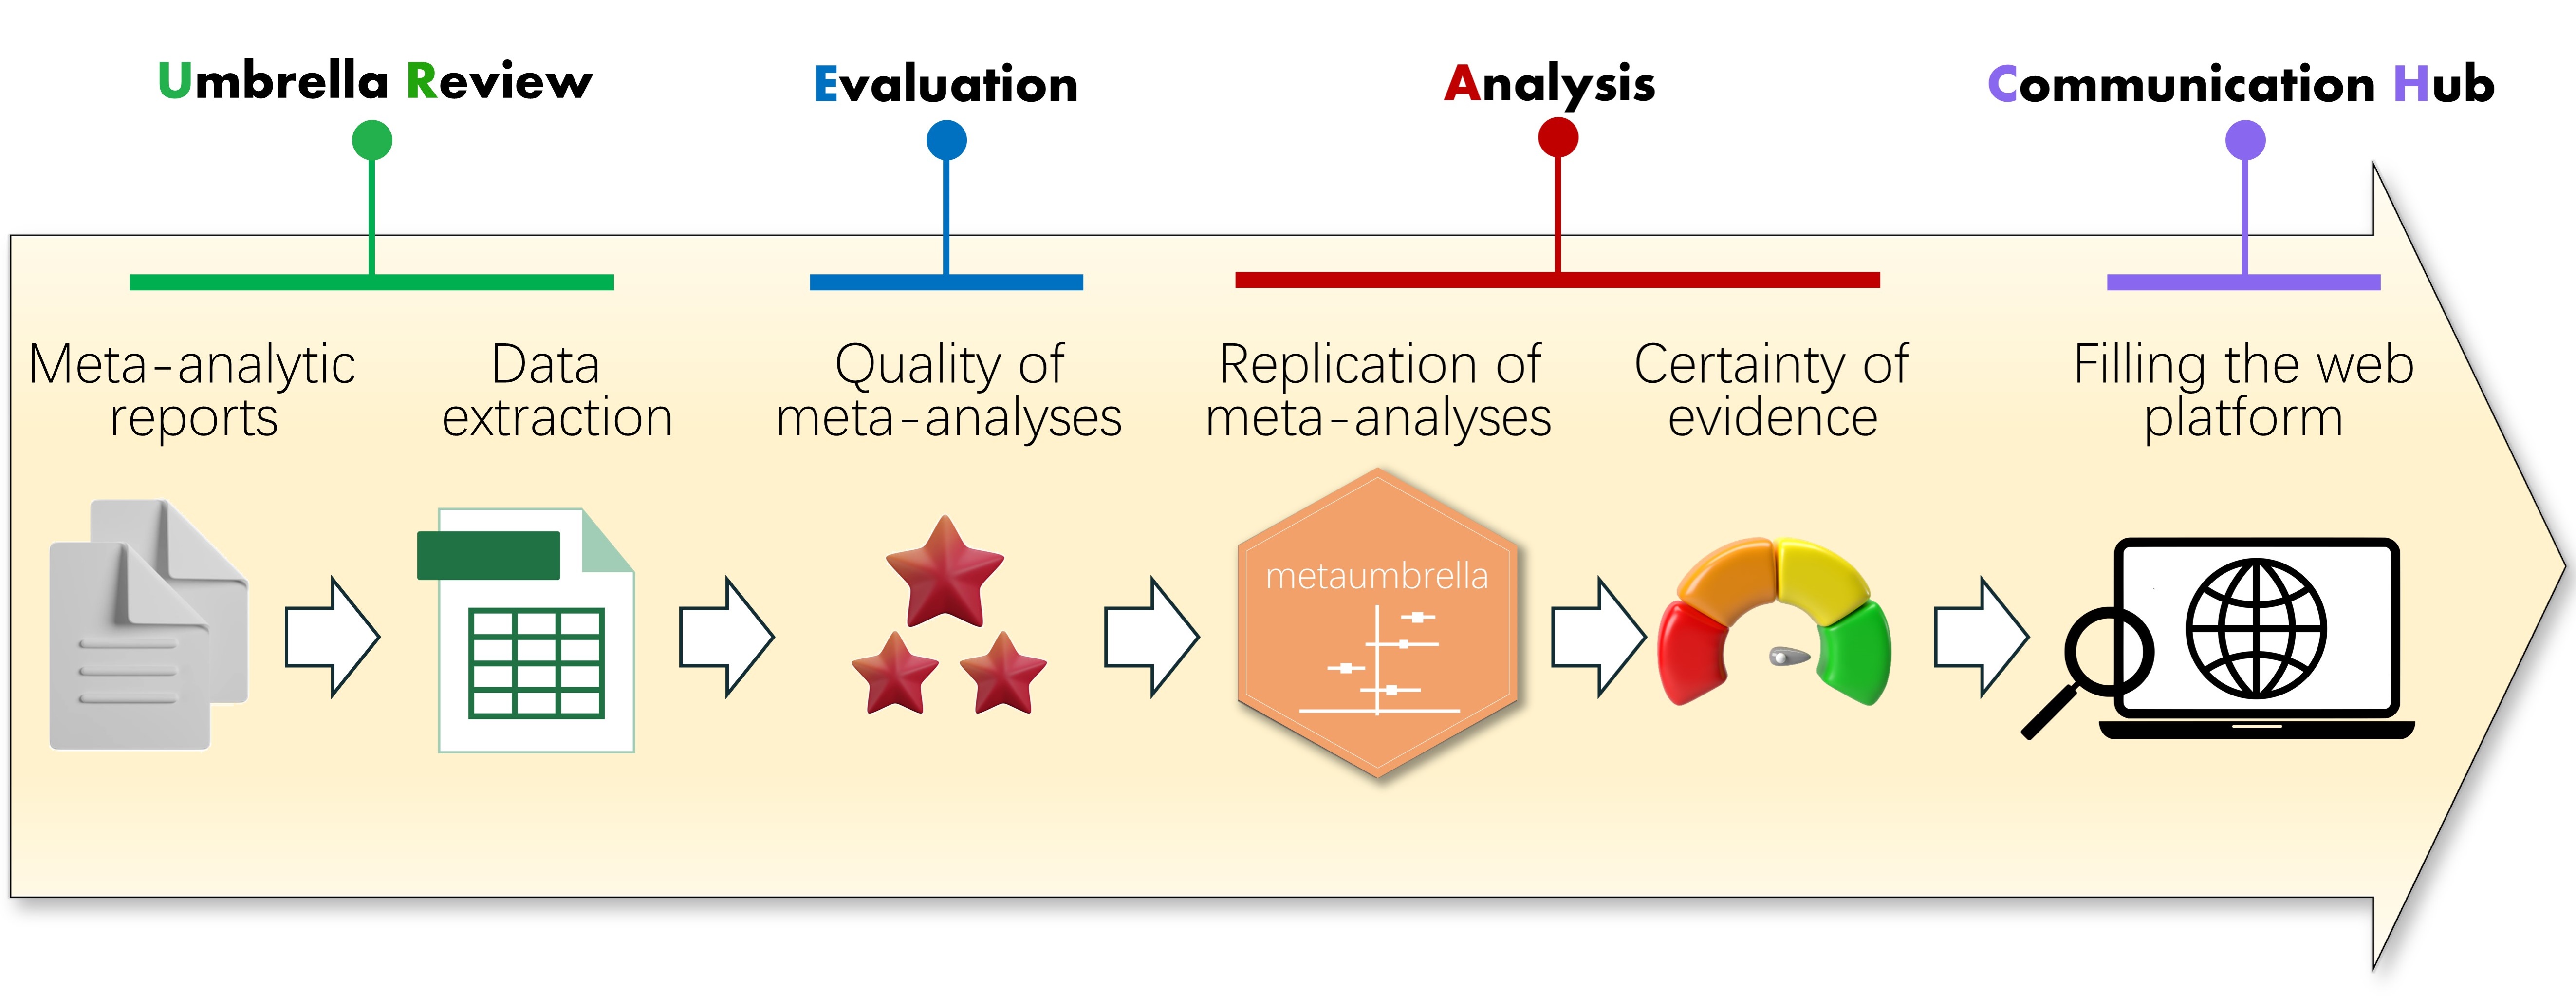 Umbrella Review
Evaluation
Analysis
Communication Hub
Meta-analytic
reports
Data
extraction
Quality of
meta-analyses
Replication of
meta-analyses
Certainty of
evidence
Filling the web
platform
metaumbrella